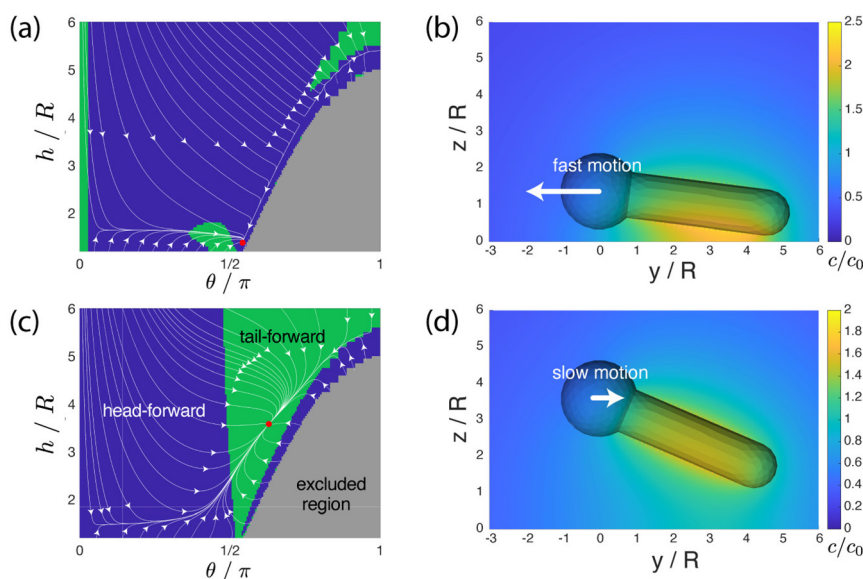 (a)
6
5
4
3
2
h / R
0
1/2
1
θ / π
(b)
6
5
4
3
2
1
0
z / R
fast motion
-3 -2 -1 0 1 2 3 4 5 6
y / R
2.5
2
1.5
1
0.5
0
c/c₀
(c)
6
5
4
3
2
h / R
tail-forward
head-forward
excluded
region
0
1/2
1
θ / π
(d)
6
5
4
3
2
1
0
z / R
slow motion
-3 -2 -1 0 1 2 3 4 5 6
y / R
2
1.8
1.6
1.4
1.2
1
0.8
0.6
0.4
0.2
0
c/c₀